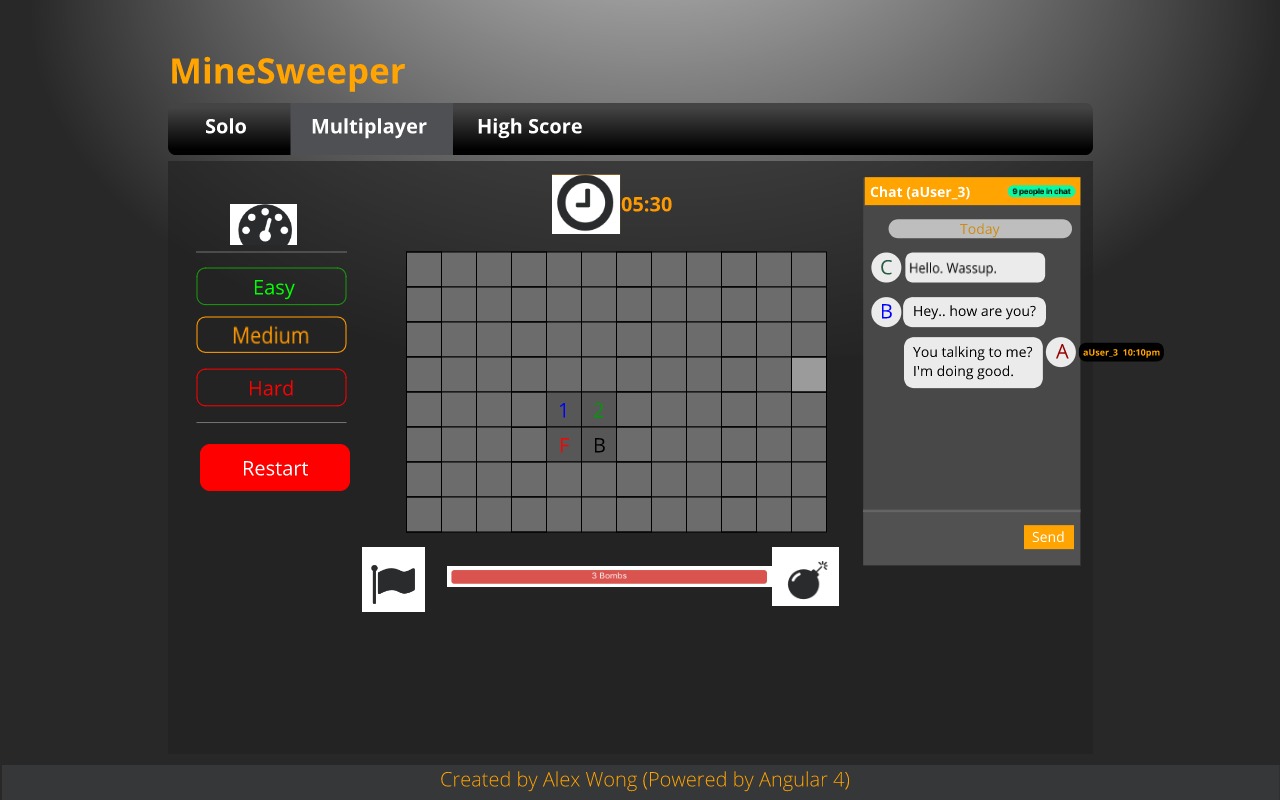 MineSweeper
Solo
Multiplayer
High Score
05:30
Easy
Medium
Hard
Restart
1 2
F B
3 Bombs
Chat (aUser_3)
9 people in chat
Today
C
Hello. Wassup.
B
Hey.. how are you?
You talking to me?
I'm doing good.
A
aUser_3 10:10pm
Send
Created by Alex Wong (Powered by Angular 4)